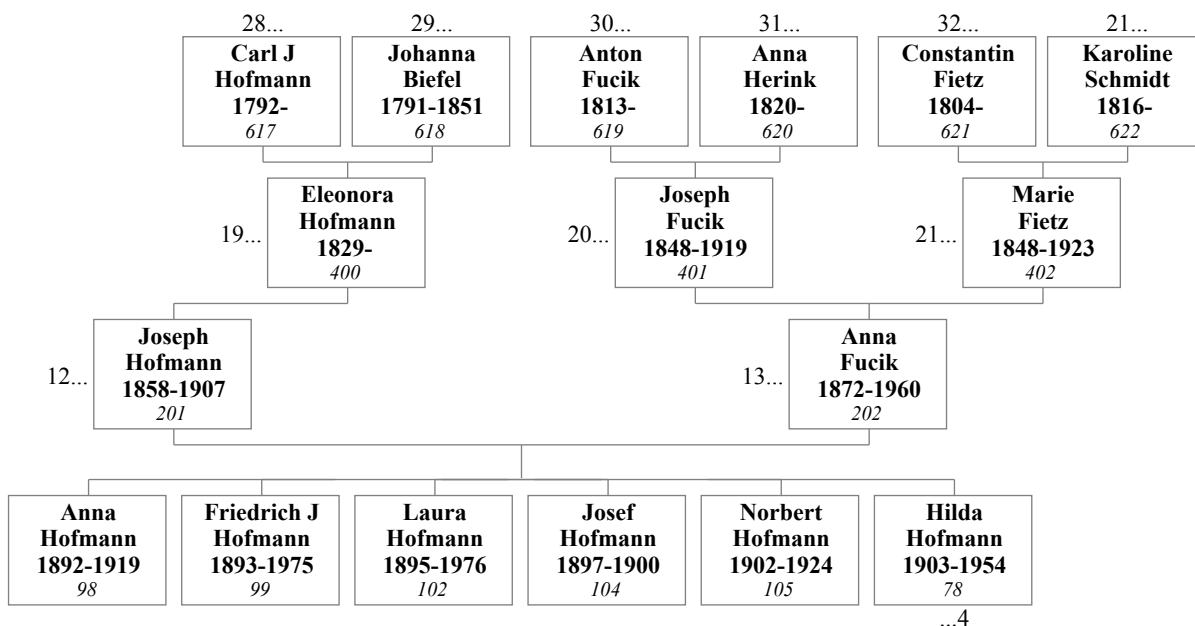 28...
29...
30...
31...
32...
21...
Carl J
Hofmann
1792-
617
Johanna
Biefel
1791-1851
618
Anton
Fucik
1813-
619
Anna
Herink
1820-
620
Constantin
Fietz
1804-
621
Karoline
Schmidt
1816-
622
19...
Eleonora
Hofmann
1829-
400
20...
Joseph
Fucik
1848-1919
401
21...
Marie
Fietz
1848-1923
402
12...
Joseph
Hofmann
1858-1907
201
13...
Anna
Fucik
1872-1960
202
Anna
Hofmann
1892-1919
98
Friedrich J
Hofmann
1893-1975
99
Laura
Hofmann
1895-1976
102
Josef
Hofmann
1897-1900
104
Norbert
Hofmann
1902-1924
105
Hilda
Hofmann
1903-1954
78
...4